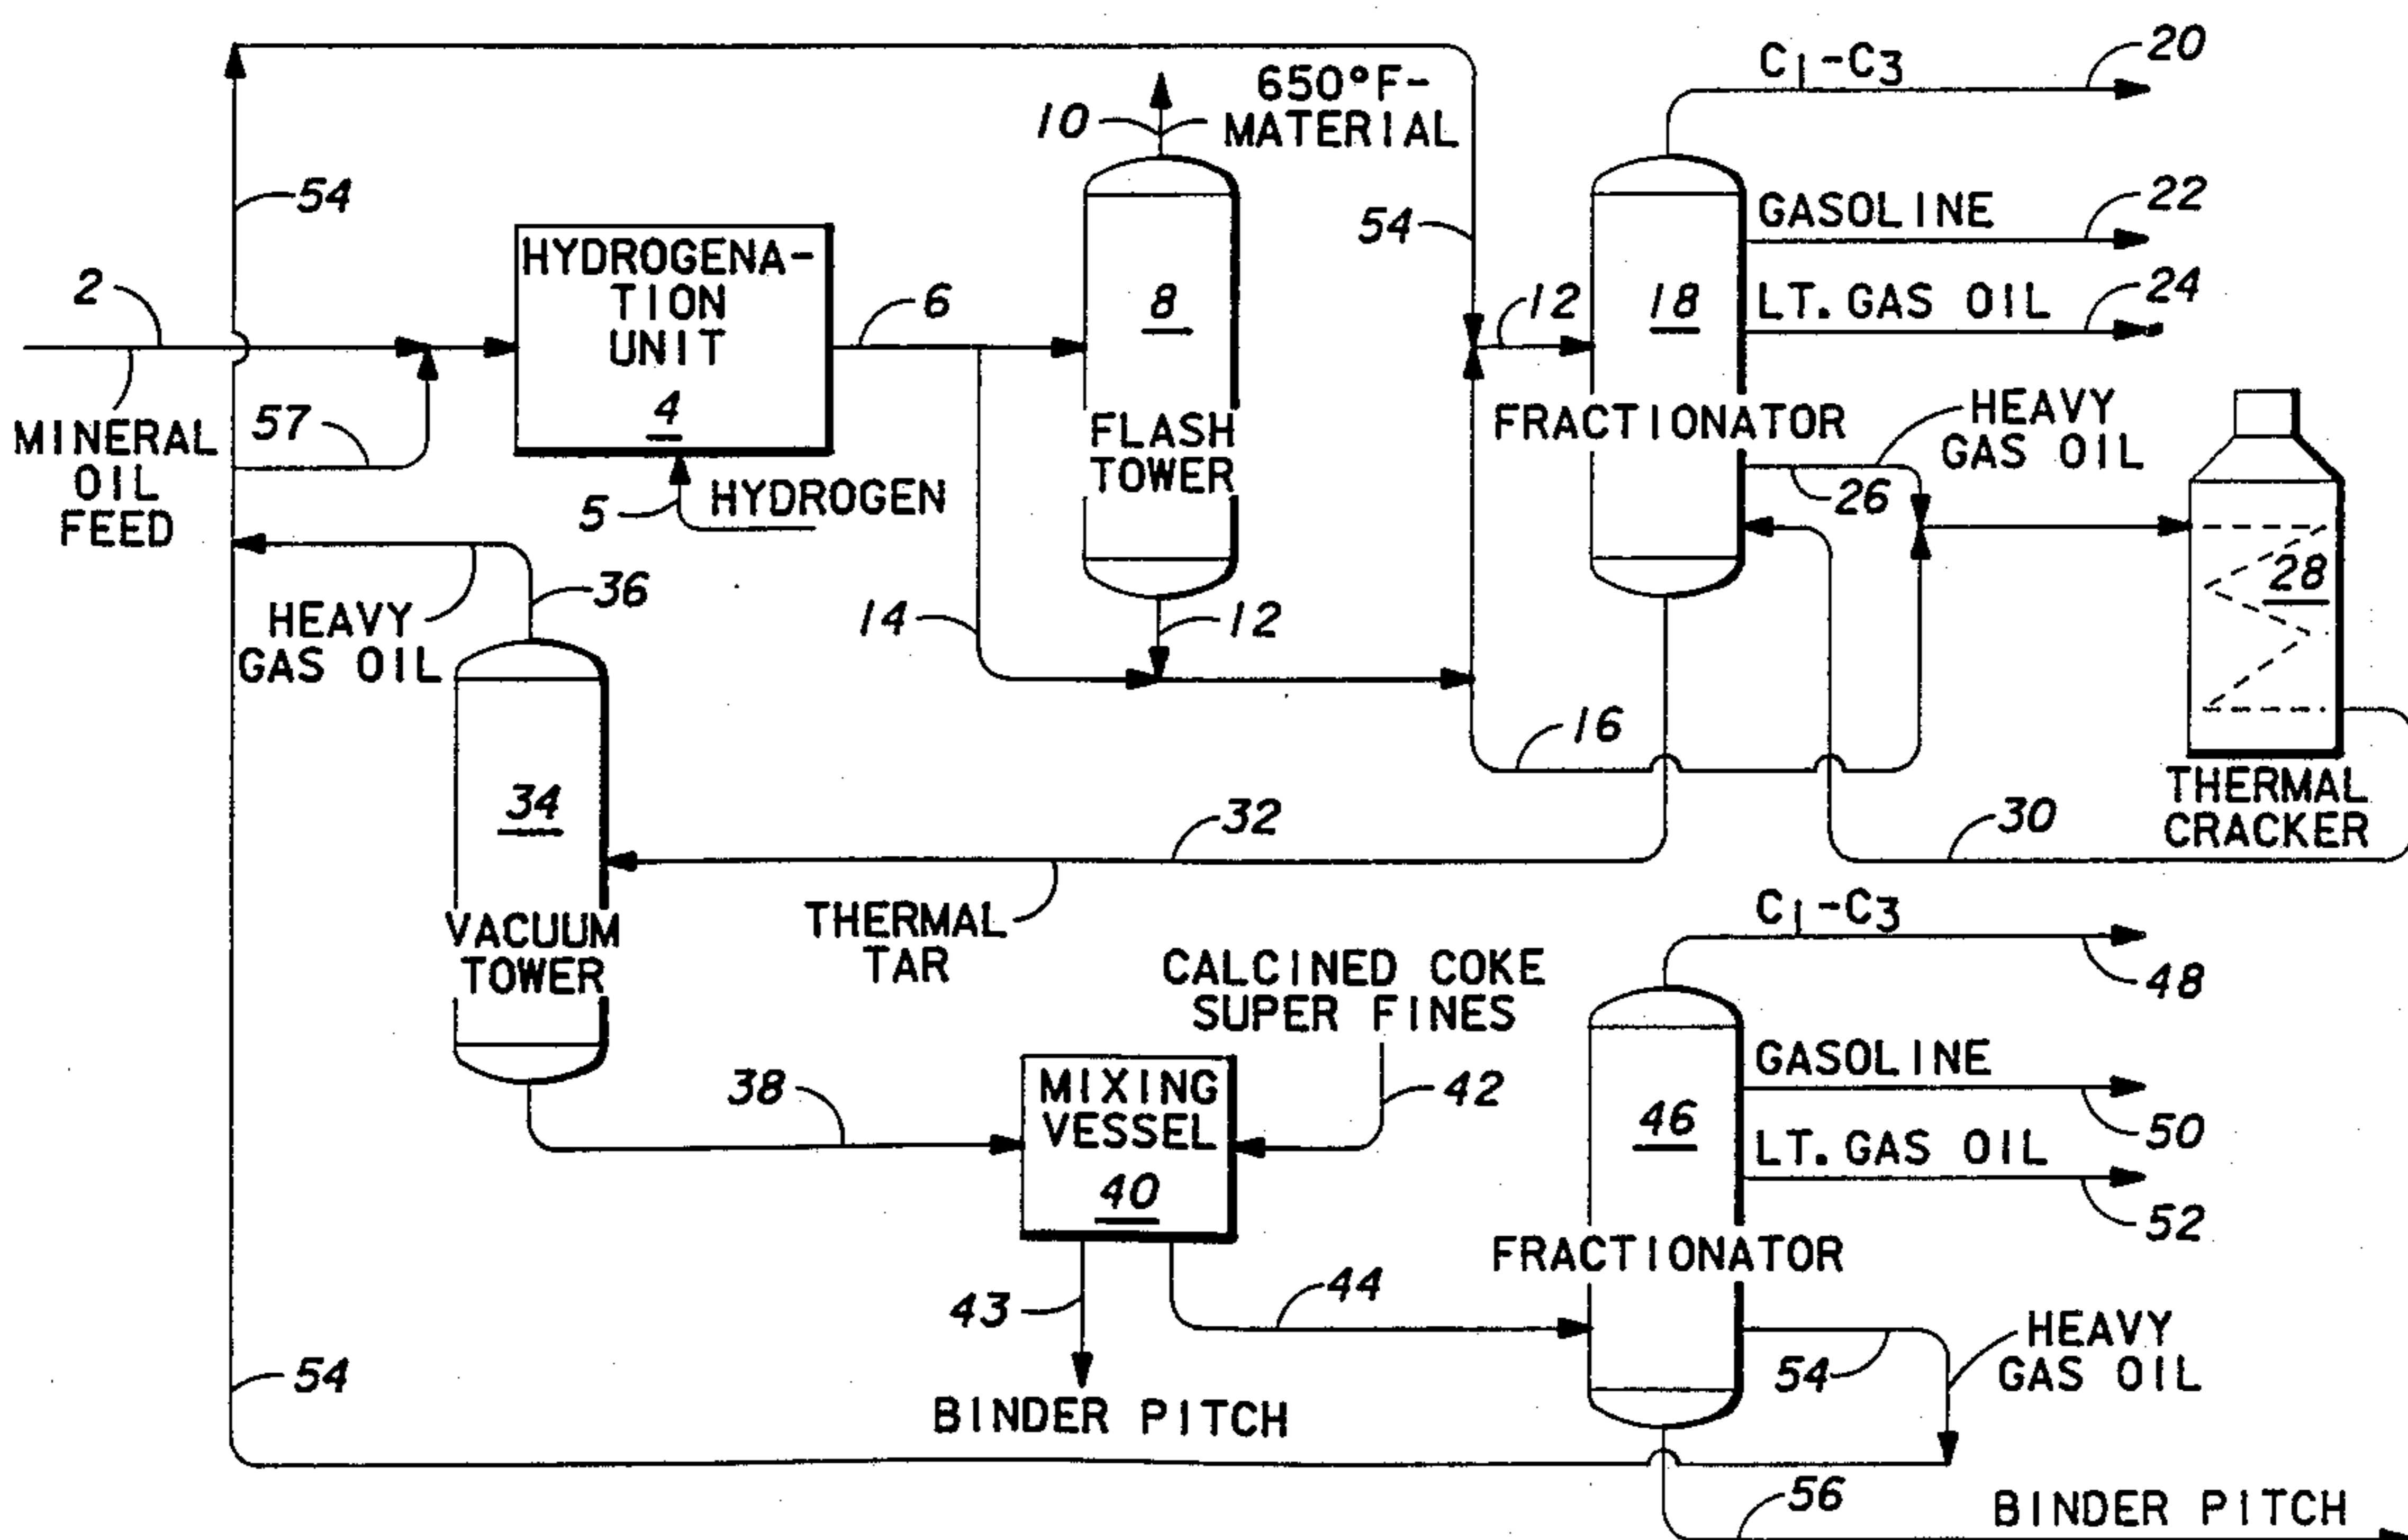 C1-C3
20
650°F-
MATERIAL
10
54
54
GASOLINE
22
2
HYDROGENA-
TION
UNIT
4
6
8
12
18
LT. GAS OIL
24
FLASH
TOWER
FRACTIONATOR
HEAVY
GAS OIL
26
MINERAL
OIL
FEED
57
5
HYDROGEN
28
HEAVY
GAS OIL
36
14
12
16
THERMAL
CRACKER
34
32
30
THERMAL
TAR
VACUUM
TOWER
C1-C3
48
CALCINED COKE
SUPER FINES
38
MIXING
VESSEL
40
42
GASOLINE
50
46
LT. GAS OIL
52
FRACTIONATOR
43
44
54
54
HEAVY
GAS OIL
BINDER PITCH
56
BINDER PITCH